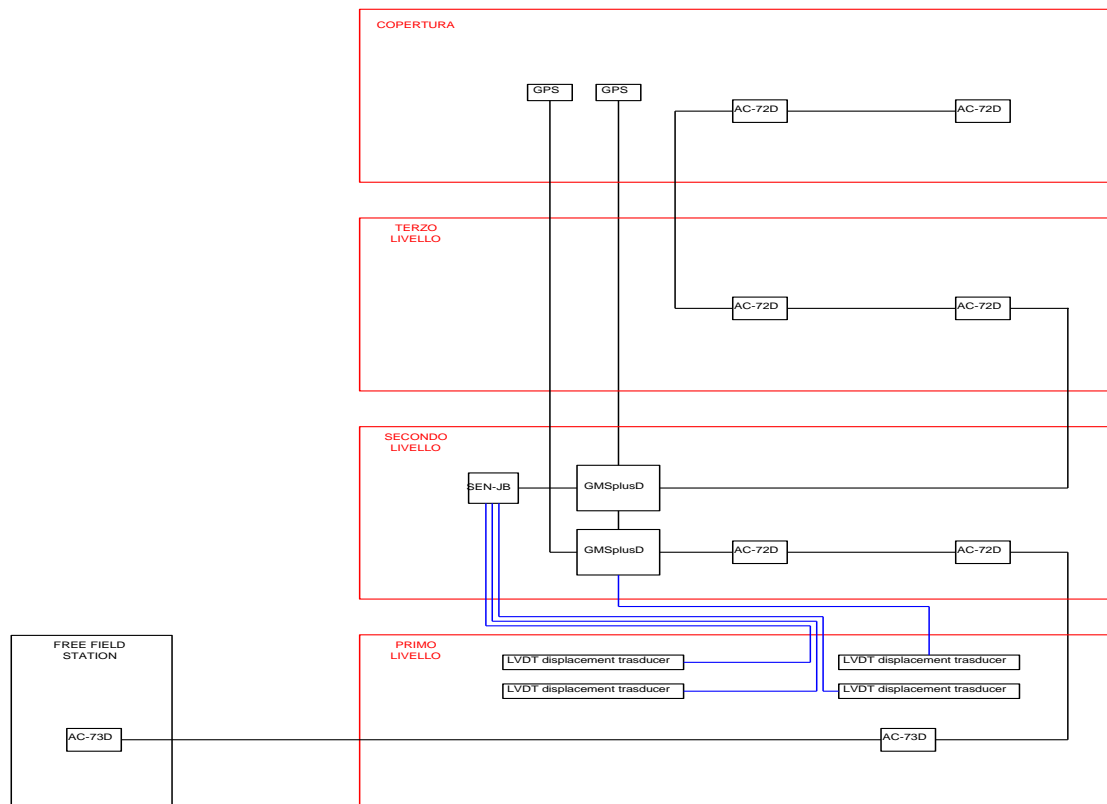 COPERTURA
GPS
GPS
AC-72D
AC-72D
TERZO
LIVELLO
AC-72D
AC-72D
SECONDO
LIVELLO
SEN-JB
GMSplusD
GMSplusD
AC-72D
AC-72D
FREE FIELD
STATION
PRIMO
LIVELLO
LVDT displacement trasducer
LVDT displacement trasducer
LVDT displacement trasducer
LVDT displacement trasducer
AC-73D
AC-73D